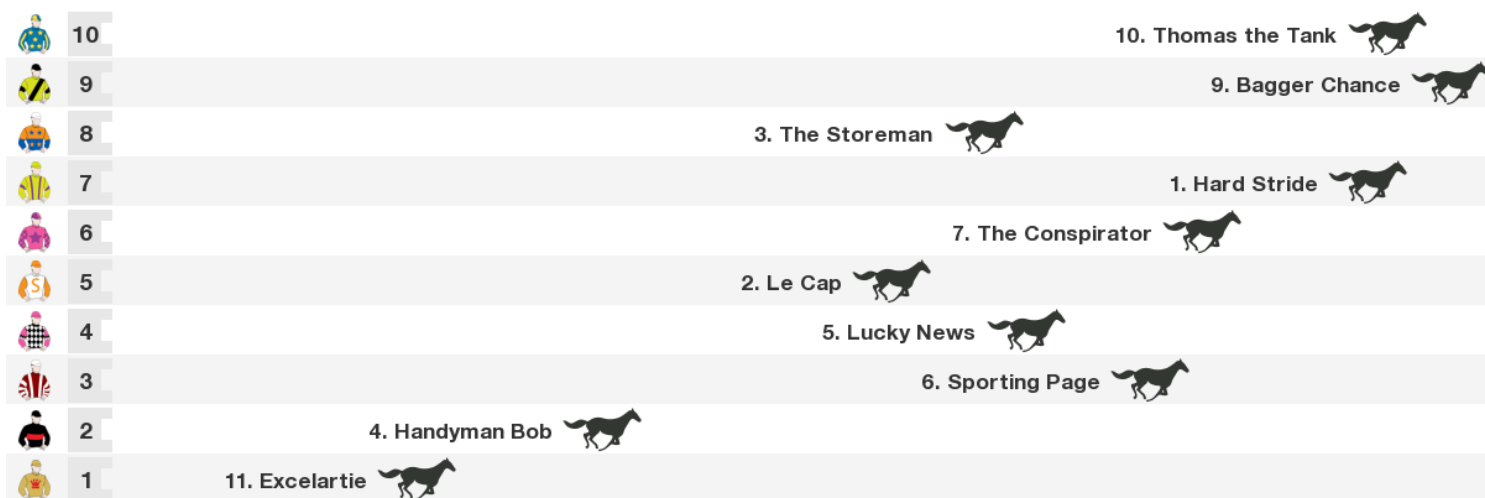 10 10. Thomas the Tank
9 9. Bagger Chance
8 3. The Storeman
7 1. Hard Stride
6 7. The Conspirator
S 5 2. Le Cap
4 5. Lucky News
3 6. Sporting Page
2 4. Handyman Bob
1 11. Excelartie